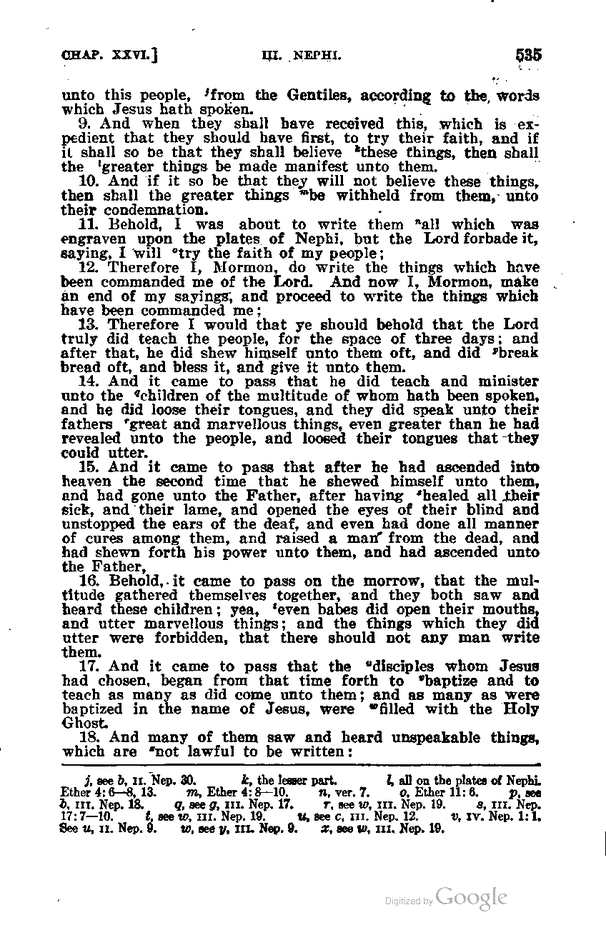 CHAP. XXVI.] III. NEPHI. 535
unto this people, ʲfrom the Gentiles, according to the words
which Jesus hath spoken.
9. And when they shall have received this, which is ex-
pedient that they should have first, to try their faith, and if
it shall so be that they shall believe ᵏthese things, then shall
the ˡgreater things be made manifest unto them.
10. And if it so be that they will not believe these things,
then shall the greater things ᵐbe withheld from them, unto
their condemnation.
11. Behold, I was about to write them ⁿall which was
engraven upon the plates of Nephi, but the Lord forbade it,
saying, I will ᵒtry the faith of my people;
12. Therefore I, Mormon, do write the things which have
been commanded me of the Lord. And now I, Mormon, make
an end of my sayings, and proceed to write the things which
have been commanded me;
13. Therefore I would that ye should behold that the Lord
truly did teach the people, for the space of three days; and
after that, he did shew himself unto them oft, and did ᵖbreak
bread oft, and bless it, and give it unto them.
14. And it came to pass that he did teach and minister
unto the qchildren of the multitude of whom hath been spoken,
and he did loose their tongues, and they did speak unto their
fathers ʳgreat and marvellous things, even greater than he had
revealed unto the people, and loosed their tongues that they
could utter.
15. And it came to pass that after he had ascended into
heaven the second time that he shewed himself unto them,
and had gone unto the Father, after having ˢhealed all their
sick, and their lame, and opened the eyes of their blind and
unstopped the ears of the deaf, and even had done all manner
of cures among them, and raised a man from the dead, and
had shewn forth his power unto them, and had ascended unto
the Father,
16. Behold, it came to pass on the morrow, that the mul-
titude gathered themselves together, and they both saw and
heard these children; yea, ᵗeven babes did open their mouths,
and utter marvellous things; and the things which they did
utter were forbidden, that there should not any man write
them.
17. And it came to pass that the ᵘdisciples whom Jesus
had chosen, began from that time forth to ᵛbaptize and to
teach as many as did come unto them; and as many as were
baptized in the name of Jesus, were ʷfilled with the Holy
Ghost.
18. And many of them saw and heard unspeakable things,
which are ˣnot lawful to be written:
j, see b, II. Nep. 30. k, the lesser part. l, all on the plates of Nephi.
Ether 4:6—8, 13. m, Ether 4:8—10. n, ver. 7. o, Ether 11:6. p, see
b, III. Nep. 18. q, see g, III. Nep. 17. r, see w, III. Nep. 19. s, III. Nep.
17:7—10. t, see w, III. Nep. 19. u, see c, III. Nep. 12. v, IV. Nep. 1:1.
See u, II. Nep. 9. w, see y, III. Nep. 9. x, see w, III. Nep. 19.
Digitized by Google